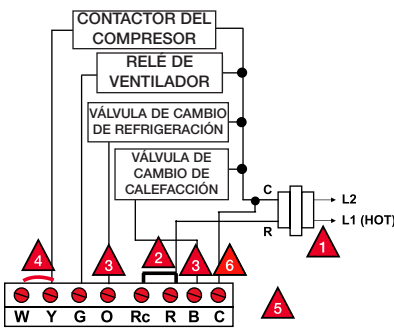 CONTACTOR DEL
COMPRESOR
RELÉ DE
VENTILADOR
VÁLVULA DE CAMBIO
DE REFRIGERACIÓN
VÁLVULA DE
CAMBIO DE
CALEFACCIÓN
C
L2
R
L1 (HOT)
1
4
3
2
3
6
5
W Y G O Rc R B C